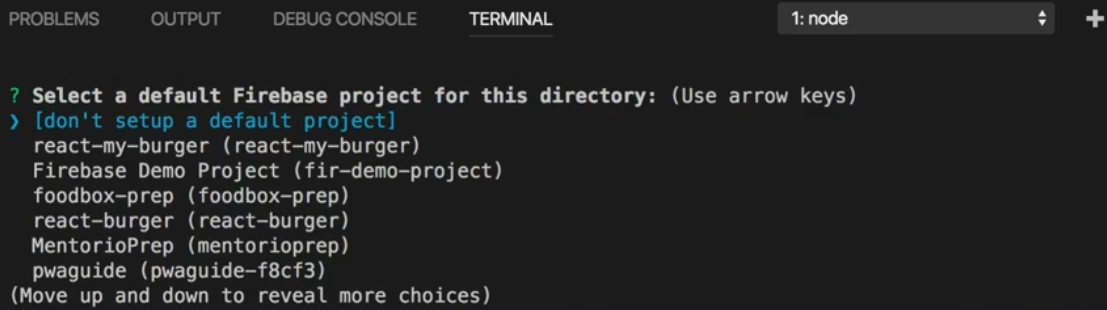 PROBLEMS OUTPUT DEBUG CONSOLE TERMINAL 1: node
? Select a default Firebase project for this directory: (Use arrow keys)
❯ [don't setup a default project]
react-my-burger (react-my-burger)
Firebase Demo Project (fir-demo-project)
foodbox-prep (foodbox-prep)
react-burger (react-burger)
MentorioPrep (mentorioprep)
pwaguide (pwaguide-f8cf3)
(Move up and down to reveal more choices)